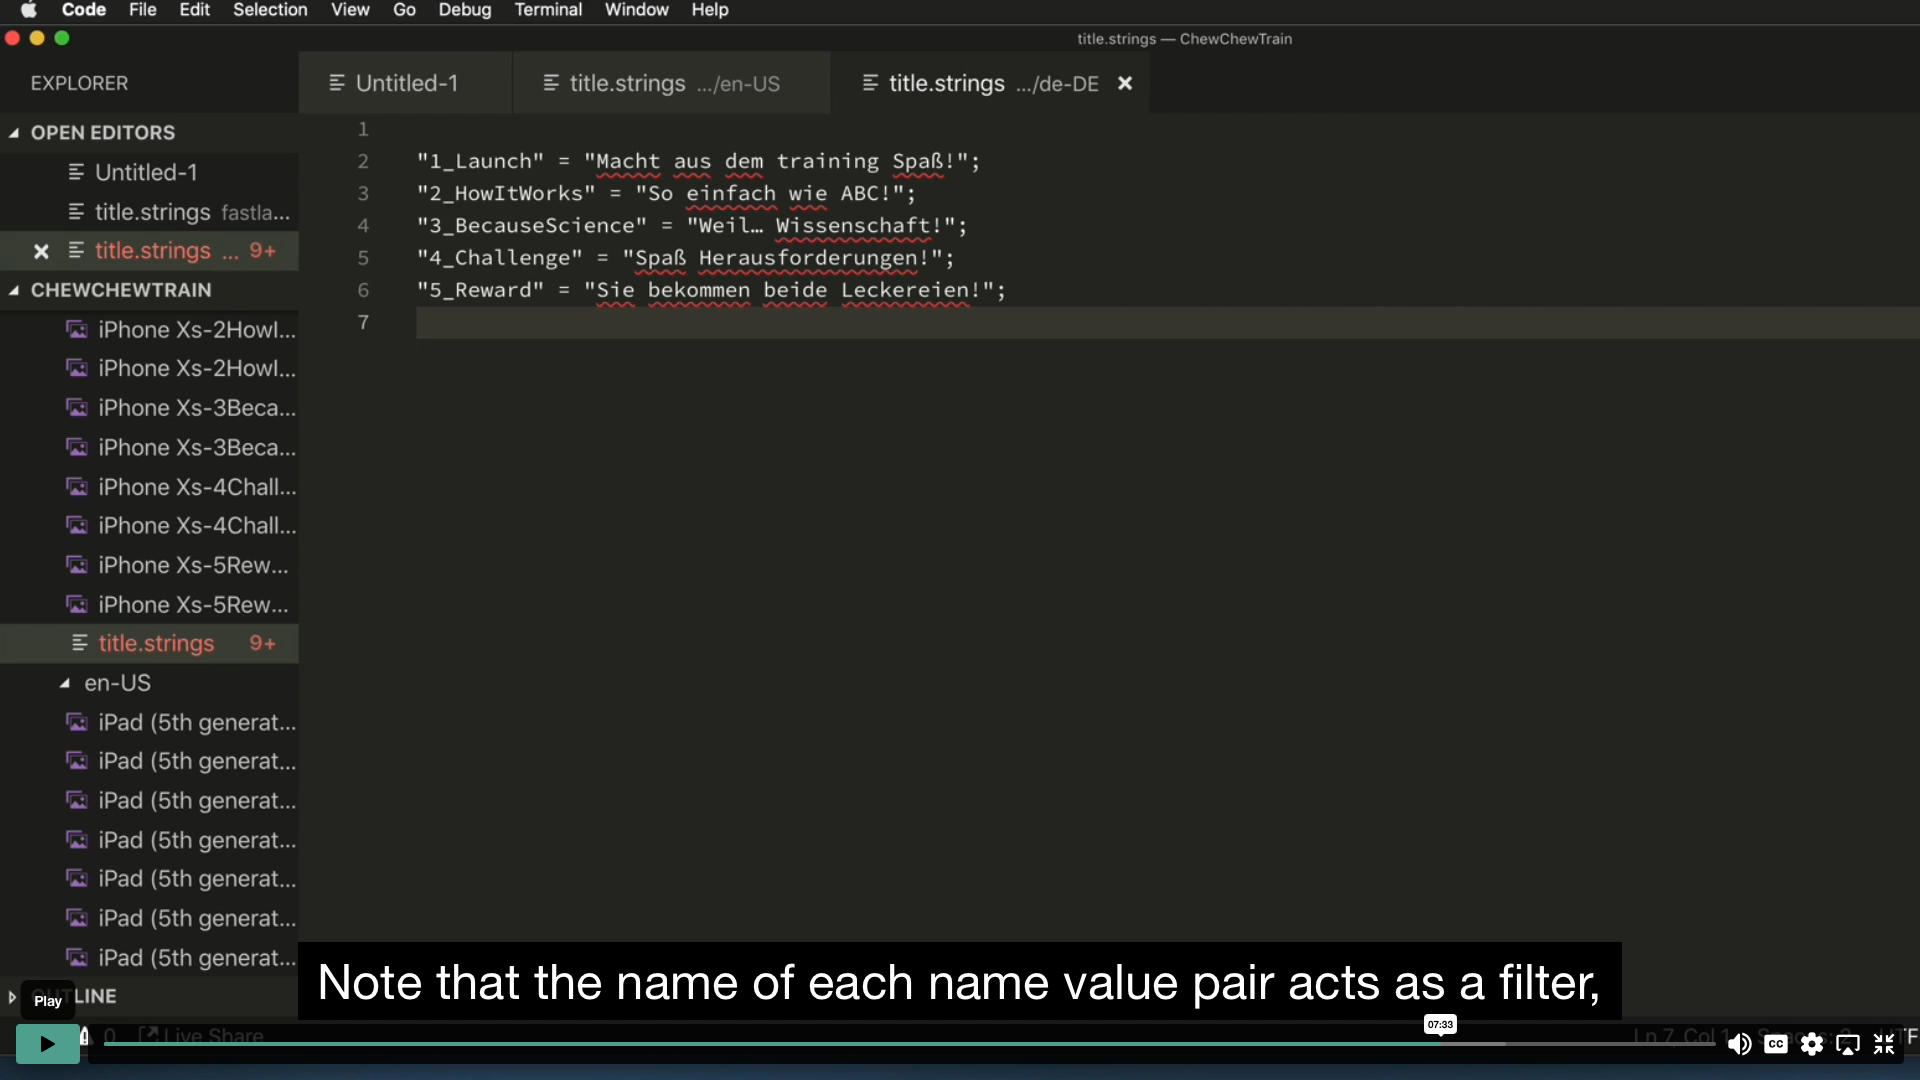 Code File Edit Selection View Go Debug Terminal Window Help
title.strings — ChewChewTrain
EXPLORER
Untitled-1
title.strings .../en-US
title.strings .../de-DE
OPEN EDITORS
Untitled-1
title.strings fastla...
title.strings ... 9+
CHEWCHEWTRAIN
iPhone Xs-2HowI...
iPhone Xs-2HowI...
iPhone Xs-3Beca...
iPhone Xs-3Beca...
iPhone Xs-4Chall...
iPhone Xs-4Chall...
iPhone Xs-5Rew...
iPhone Xs-5Rew...
title.strings 9+
en-US
iPad (5th generat...
iPad (5th generat...
iPad (5th generat...
iPad (5th generat...
iPad (5th generat...
iPad (5th generat...
iPad (5th generat...
1
2 "1_Launch" = "Macht aus dem training Spaß!";
3 "2_HowItWorks" = "So einfach wie ABC!";
4 "3_BecauseScience" = "Weil… Wissenschaft!";
5 "4_Challenge" = "Spaß Herausforderungen!";
6 "5_Reward" = "Sie bekommen beide Leckereien!";
7
Note that the name of each name value pair acts as a filter,
Play
TLINE
07:33
0 Live Share
Ln 7, Col 1
CC